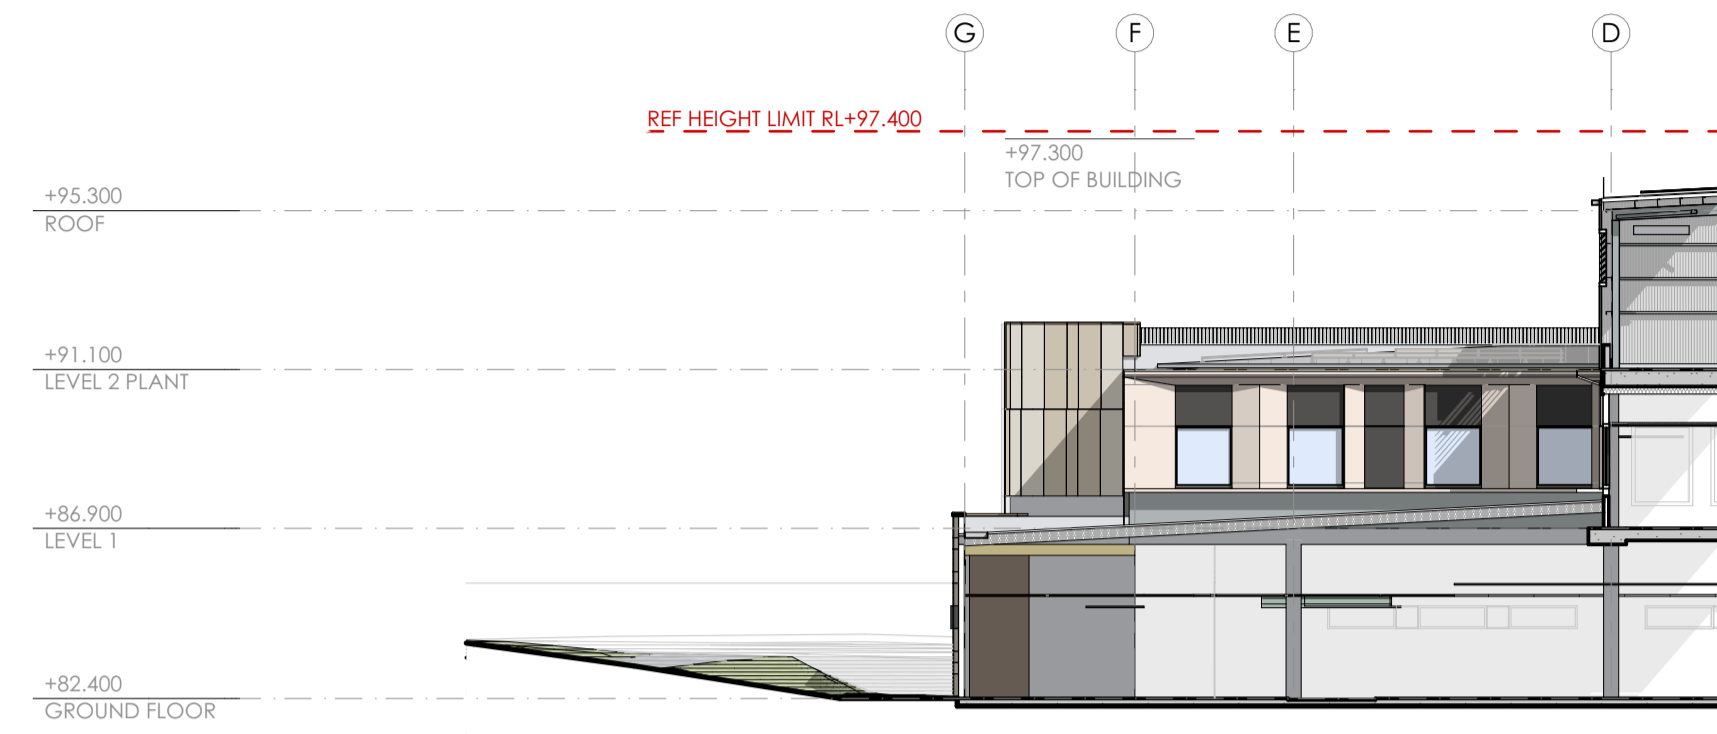 G F E D
REF HEIGHT LIMIT RL+97.400
+97.300
TOP OF BUILDING
+95.300
ROOF
+91.100
LEVEL 2 PLANT
+86.900
LEVEL 1
+82.400
GROUND FLOOR